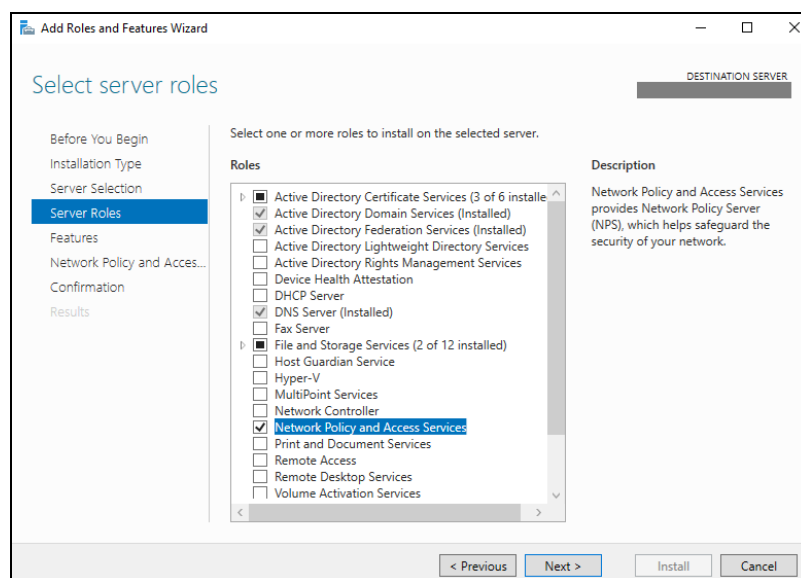 Add Roles and Features Wizard
Select server roles
DESTINATION SERVER
Before You Begin
Installation Type
Server Selection
Server Roles
Features
Network Policy and Acces...
Confirmation
Results
Select one or more roles to install on the selected server.
Roles
Active Directory Certificate Services (3 of 6 installe
Active Directory Domain Services (Installed)
Active Directory Federation Services (Installed)
Active Directory Lightweight Directory Services
Active Directory Rights Management Services
Device Health Attestation
DHCP Server
DNS Server (Installed)
Fax Server
File and Storage Services (2 of 12 installed)
Host Guardian Service
Hyper-V
MultiPoint Services
Network Controller
Network Policy and Access Services
Print and Document Services
Remote Access
Remote Desktop Services
Volume Activation Services
Description
Network Policy and Access Services
provides Network Policy Server
(NPS), which helps safeguard the
security of your network.
< Previous
Next >
Install
Cancel